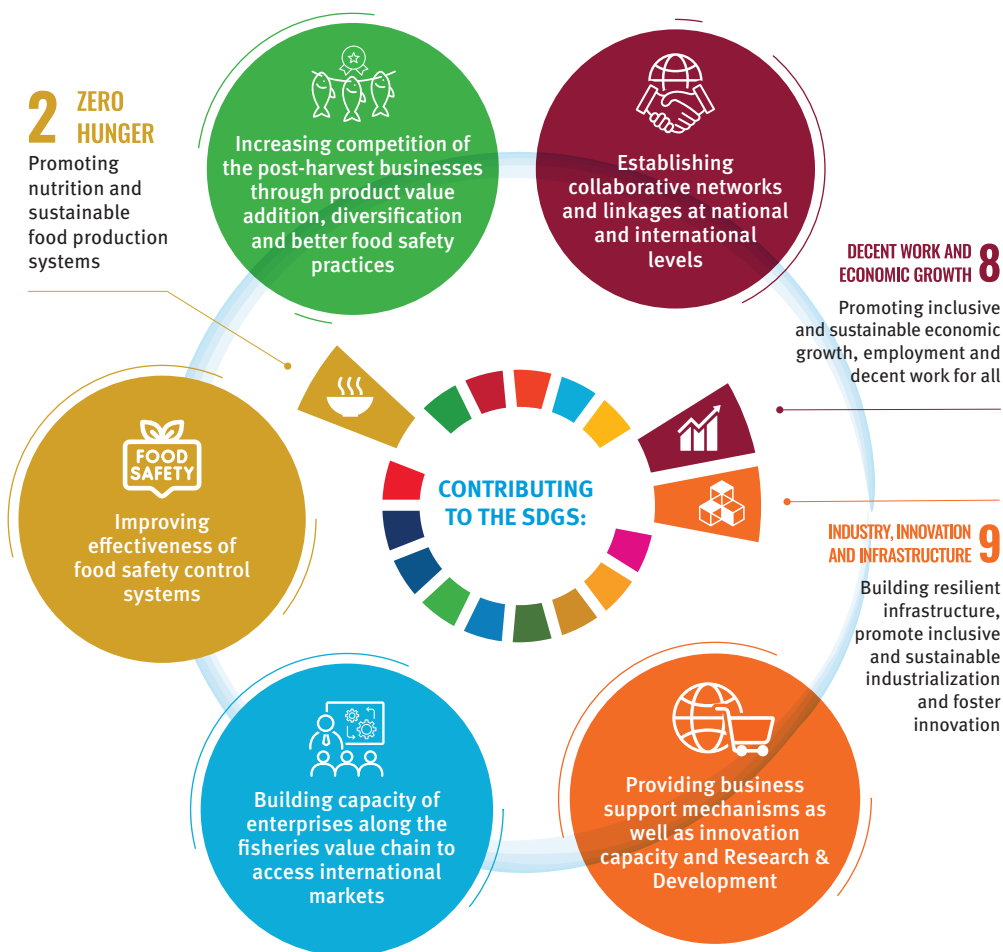 2 ZERO
HUNGER
Promoting
nutrition and
sustainable
food production
systems
Increasing competition of
the post-harvest businesses
through product value
addition, diversification
and better food safety
practices
Establishing
collaborative networks
and linkages at national
and international
levels
DECENT WORK AND
ECONOMIC GROWTH 8
Promoting inclusive
and sustainable economic
growth, employment and
decent work for all
FOOD
SAFETY
Improving
effectiveness of
food safety control
systems
CONTRIBUTING
TO THE SDGS:
INDUSTRY, INNOVATION
AND INFRASTRUCTURE 9
Building resilient
infrastructure,
promote inclusive
and sustainable
industrialization
and foster
innovation
Building capacity of
enterprises along the
fisheries value chain to
access international
markets
Providing business
support mechanisms as
well as innovation
capacity and Research &
Development